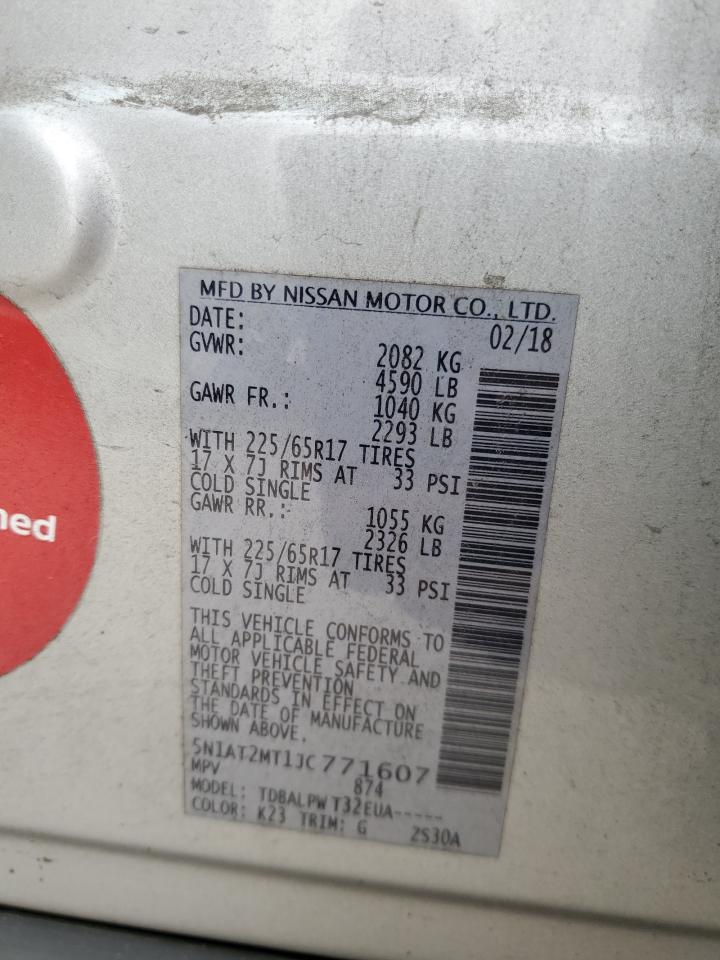 MFD BY NISSAN MOTOR CO., LTD.
DATE: 02/18
GVWR: 2082 KG
4590 LB
GAWR FR.: 1040 KG
2293 LB
WITH 225/65R17 TIRES
17 X 7J RIMS AT 33 PSI
COLD SINGLE
GAWR RR.: 1055 KG
2326 LB
WITH 225/65R17 TIRES
17 X 7J RIMS AT 33 PSI
COLD SINGLE
THIS VEHICLE CONFORMS TO
ALL APPLICABLE FEDERAL
MOTOR VEHICLE SAFETY AND
THEFT PREVENTION
STANDARDS IN EFFECT ON
THE DATE OF MANUFACTURE
SHOWN ABOVE.
5N1AT2MT1JC771607
MPV 874
MODEL: TDBALPW T32EUA-----
COLOR: K23 TRIM: G 2S30A